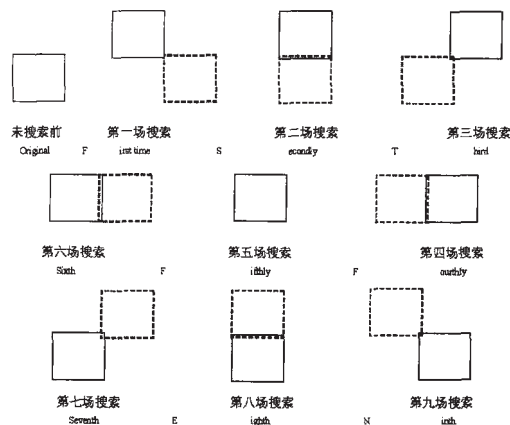 未搜索前 第一场搜索 第二场搜索 第三场搜索
Original F irst time S econdly T hird
第六场搜索 第五场搜索 第四场搜索
Sixth F ifthly F ourthly
第七场搜索 第八场搜索 第九场搜索
Seventh E ighth N inth